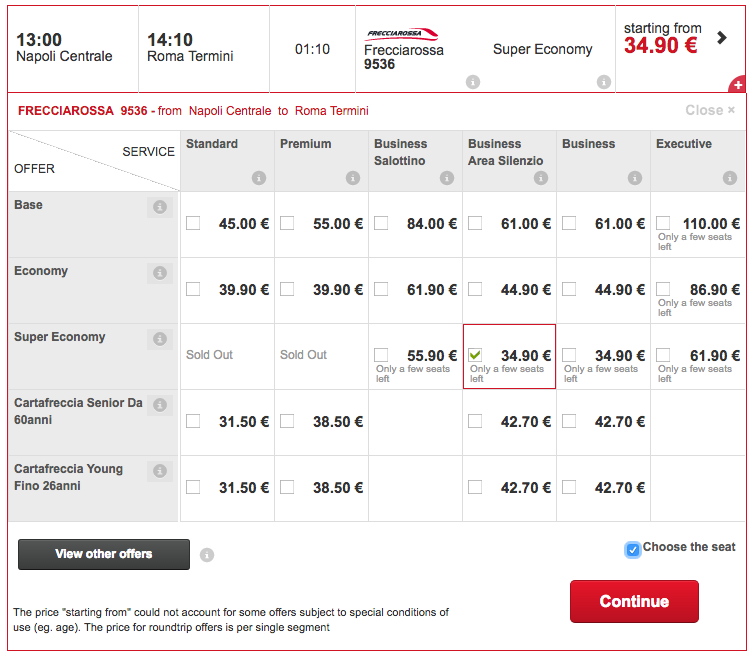 13:00
Napoli Centrale
14:10
Roma Termini
01:10
FRECCIAROSSA
Frecciarossa
9536
Super Economy
starting from
34.90 €
FRECCIAROSSA 9536 - from Napoli Centrale to Roma Termini
Close ×
SERVICE
OFFER
Standard
Premium
Business
Salottino
Business
Area Silenzio
Business
Executive
Base
45.00 €
55.00 €
84.00 €
61.00 €
61.00 €
110.00 €
Only a few seats
left
Economy
39.90 €
39.90 €
61.90 €
44.90 €
44.90 €
86.90 €
Only a few seats
left
Super Economy
Sold Out
Sold Out
55.90 €
Only a few seats
left
34.90 €
Only a few seats
left
34.90 €
Only a few seats
left
61.90 €
Only a few seats
left
Cartafreccia Senior Da
60anni
31.50 €
38.50 €
42.70 €
42.70 €
Cartafreccia Young
Fino 26anni
31.50 €
38.50 €
42.70 €
42.70 €
View other offers
Choose the seat
Continue
The price "starting from" could not account for some offers subject to special conditions of
use (eg. age). The price for roundtrip offers is per single segment